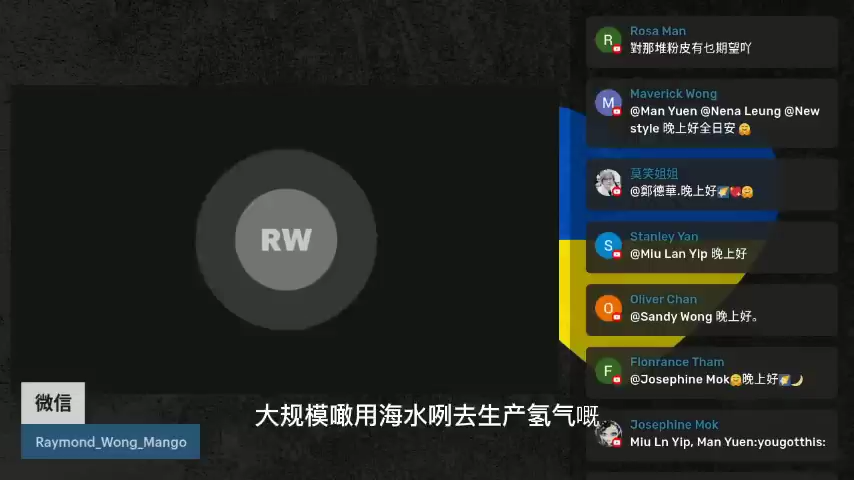 RW
微信
Raymond_Wong_Mango
大规模噉用海水咧去生产氢气嘅
R
Rosa Man
對那堆粉皮有乜期望吖
M
Maverick Wong
@Man Yuen @Nena Leung @New
style 晚上好全日安
莫笑姐姐
@鄒德華.晚上好
S
Stanley Yan
@Miu Lan Yip 晚上好
O
Oliver Chan
@Sandy Wong 晚上好。
F
Flonrance Tham
@Josephine Mok 晚上好
Josephine Mok
Miu Ln Yip, Man Yuen:yougotthis: